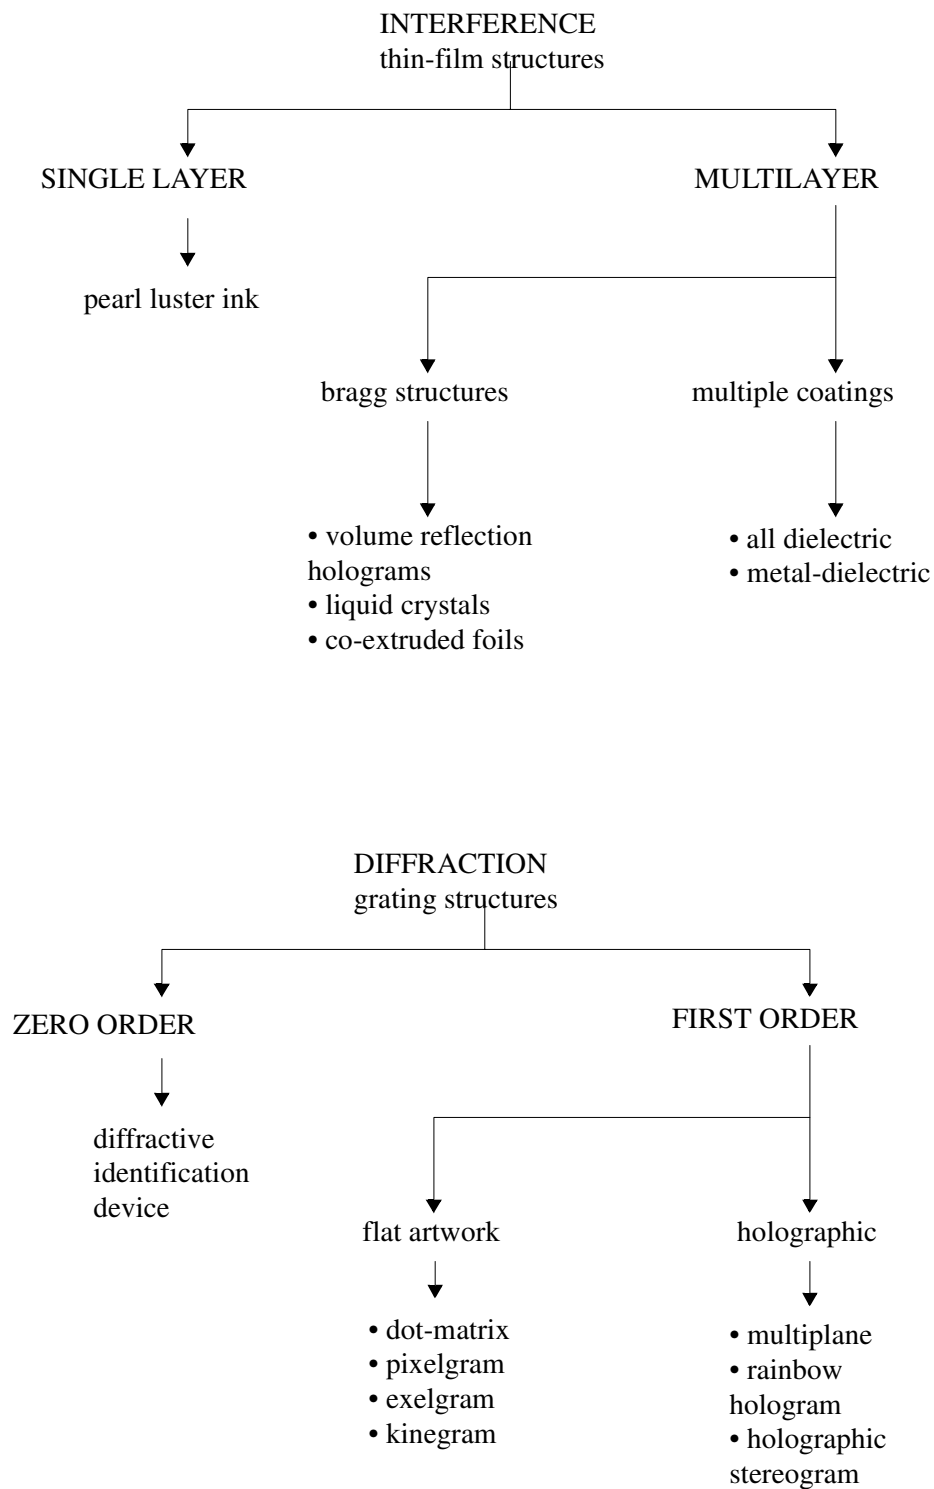 INTERFERENCE
thin-film structures
SINGLE LAYER
MULTILAYER
pearl luster ink
bragg structures
multiple coatings
• volume reflection
holograms
• liquid crystals
• co-extruded foils
• all dielectric
• metal-dielectric
DIFFRACTION
grating structures
ZERO ORDER
FIRST ORDER
diffractive
identification
device
flat artwork
holographic
• dot-matrix
• pixelgram
• exelgram
• kinegram
• multiplane
• rainbow
hologram
• holographic
stereogram